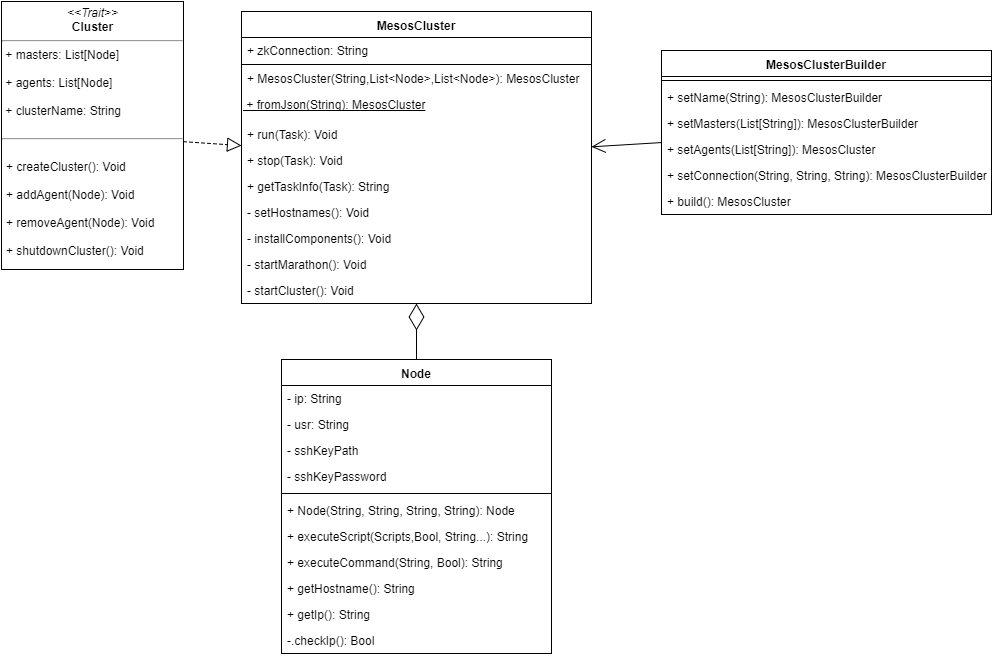 <<Trait>>
Cluster
+ masters: List[Node]
+ agents: List[Node]
+ clusterName: String
+ createCluster(): Void
+ addAgent(Node): Void
+ removeAgent(Node): Void
+ shutdownCluster(): Void
MesosCluster
+ zkConnection: String
+ MesosCluster(String,List<Node>,List<Node>): MesosCluster
+ fromJson(String): MesosCluster
+ run(Task): Void
+ stop(Task): Void
+ getTaskInfo(Task): String
- setHostnames(): Void
- installComponents(): Void
- startMarathon(): Void
- startCluster(): Void
MesosClusterBuilder
+ setName(String): MesosClusterBuilder
+ setMasters(List[String]): MesosClusterBuilder
+ setAgents(List[String]): MesosCluster
+ setConnection(String, String, String): MesosClusterBuilder
+ build(): MesosCluster
Node
- ip: String
- usr: String
- sshKeyPath
- sshKeyPassword
+ Node(String, String, String, String): Node
+ executeScript(Scripts,Bool, String...): String
+ executeCommand(String, Bool): String
+ getHostname(): String
+ getIp(): String
-.checkIp(): Bool